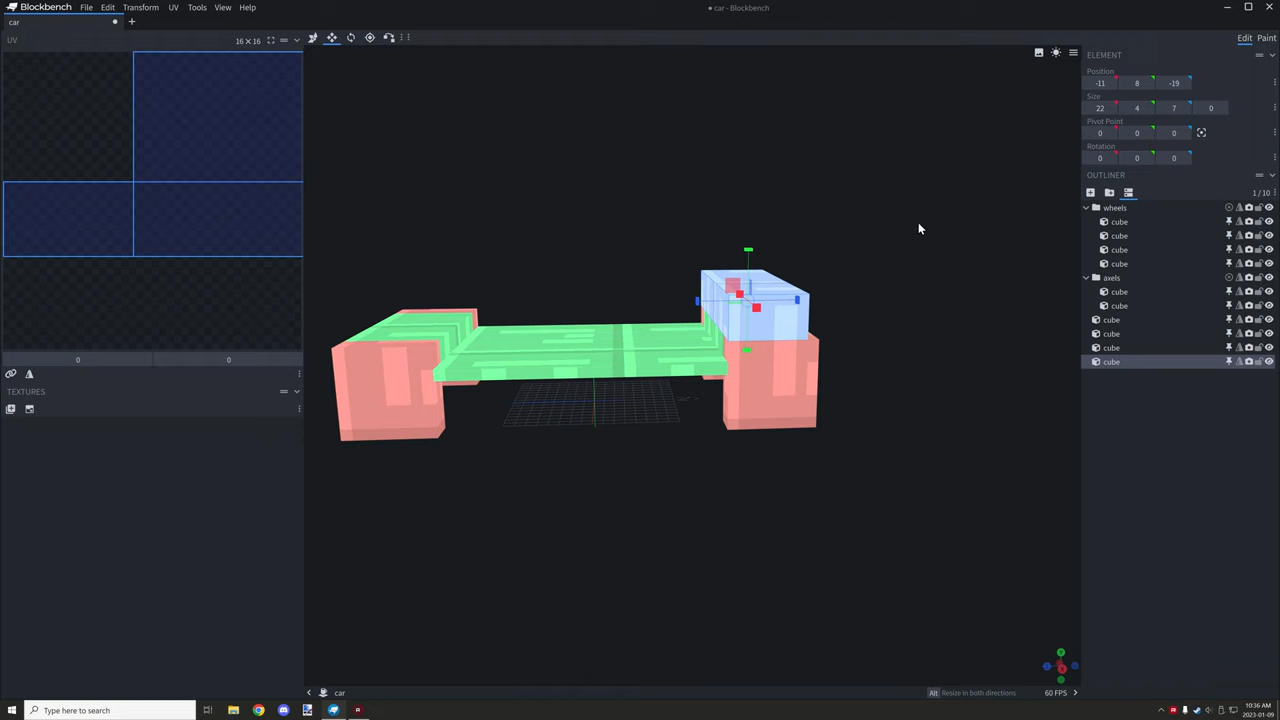 Blockbench File Edit Transform UV Tools View Help
car - Blockbench
car
UV
16×16
Edit Paint
ELEMENT
Position
-11 8 -19
Size
22 4 7 0
Pivot Point
0 0 0
Rotation
0 0 0
OUTLINER
1/10
wheels
cube
cube
cube
cube
axels
cube
cube
cube
cube
cube
cube
0 0
TEXTURES
car
Alt Resize in both directions 60 FPS
Type here to search
10:36 AM
2023-01-09